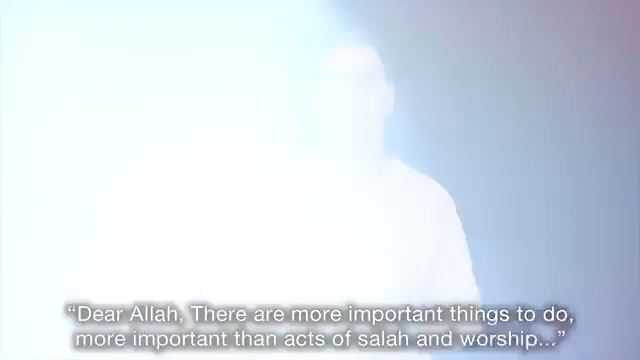 “Dear Allah, There are more important things to do,
more important than acts of salah and worship...”